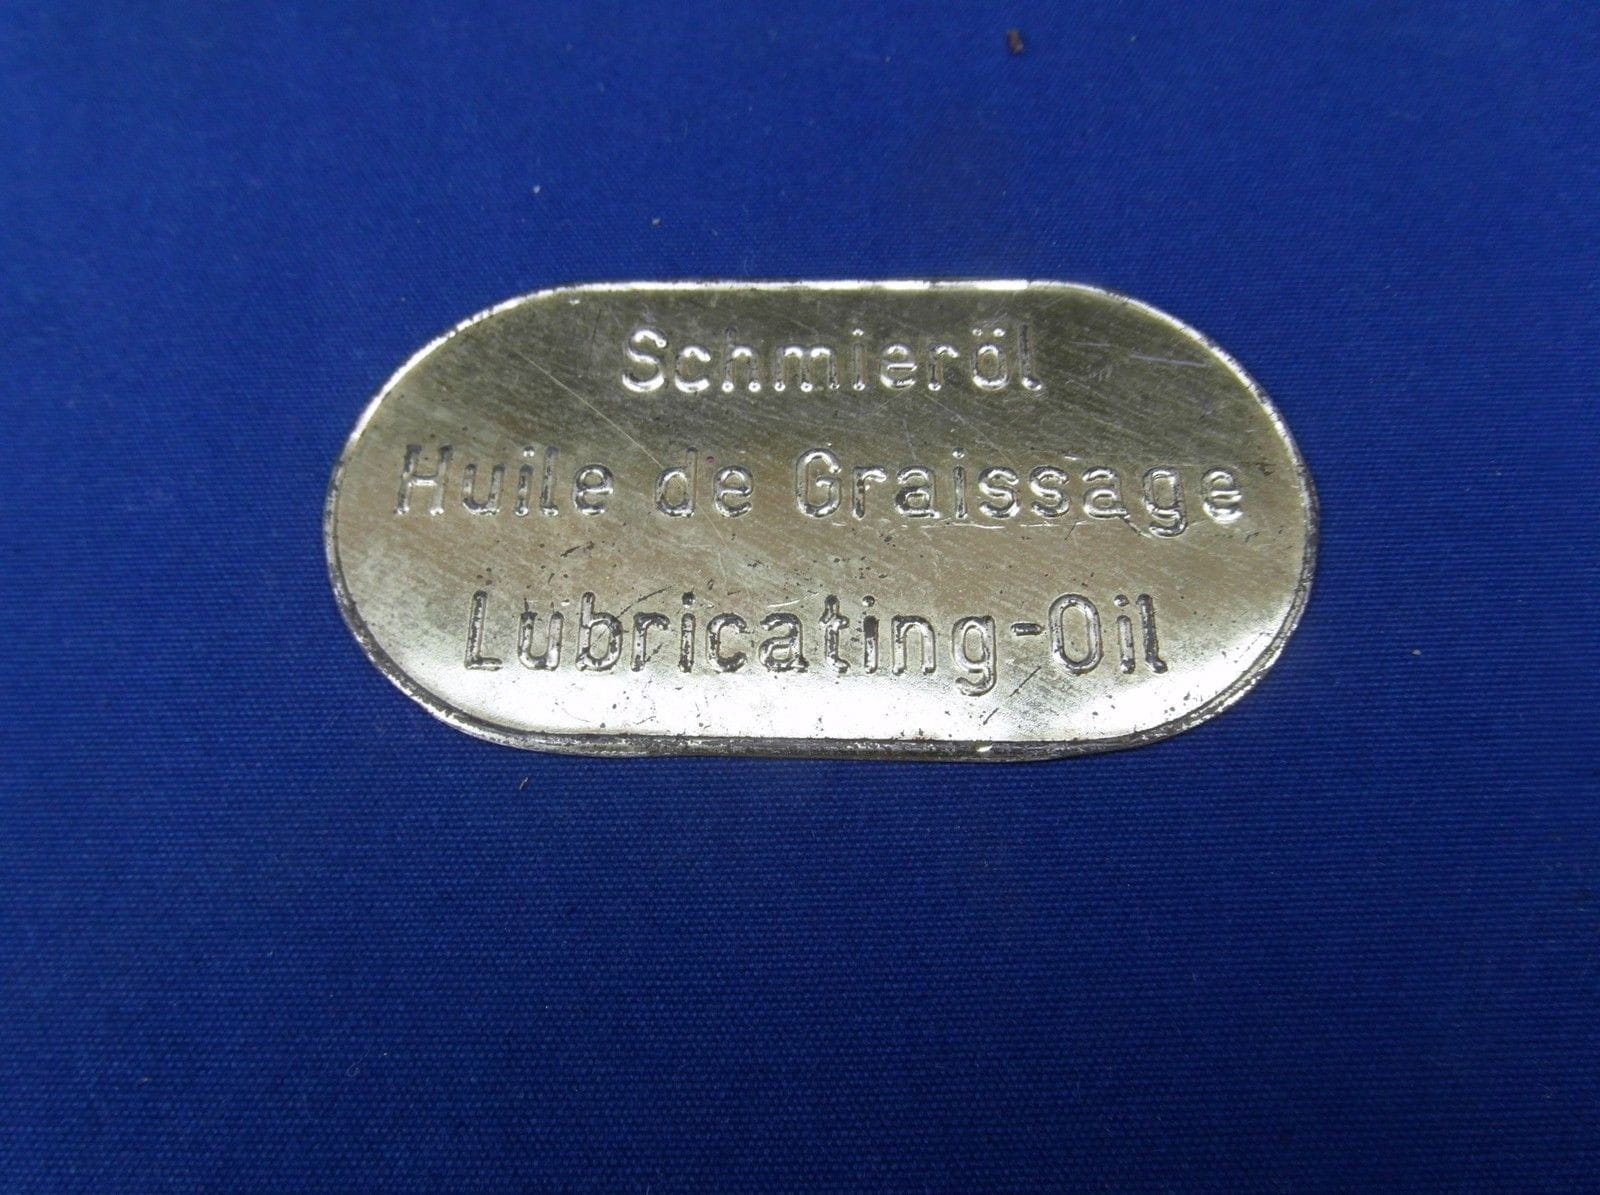 Schmieröl
Huile de Graissage
Lubricating-Oil